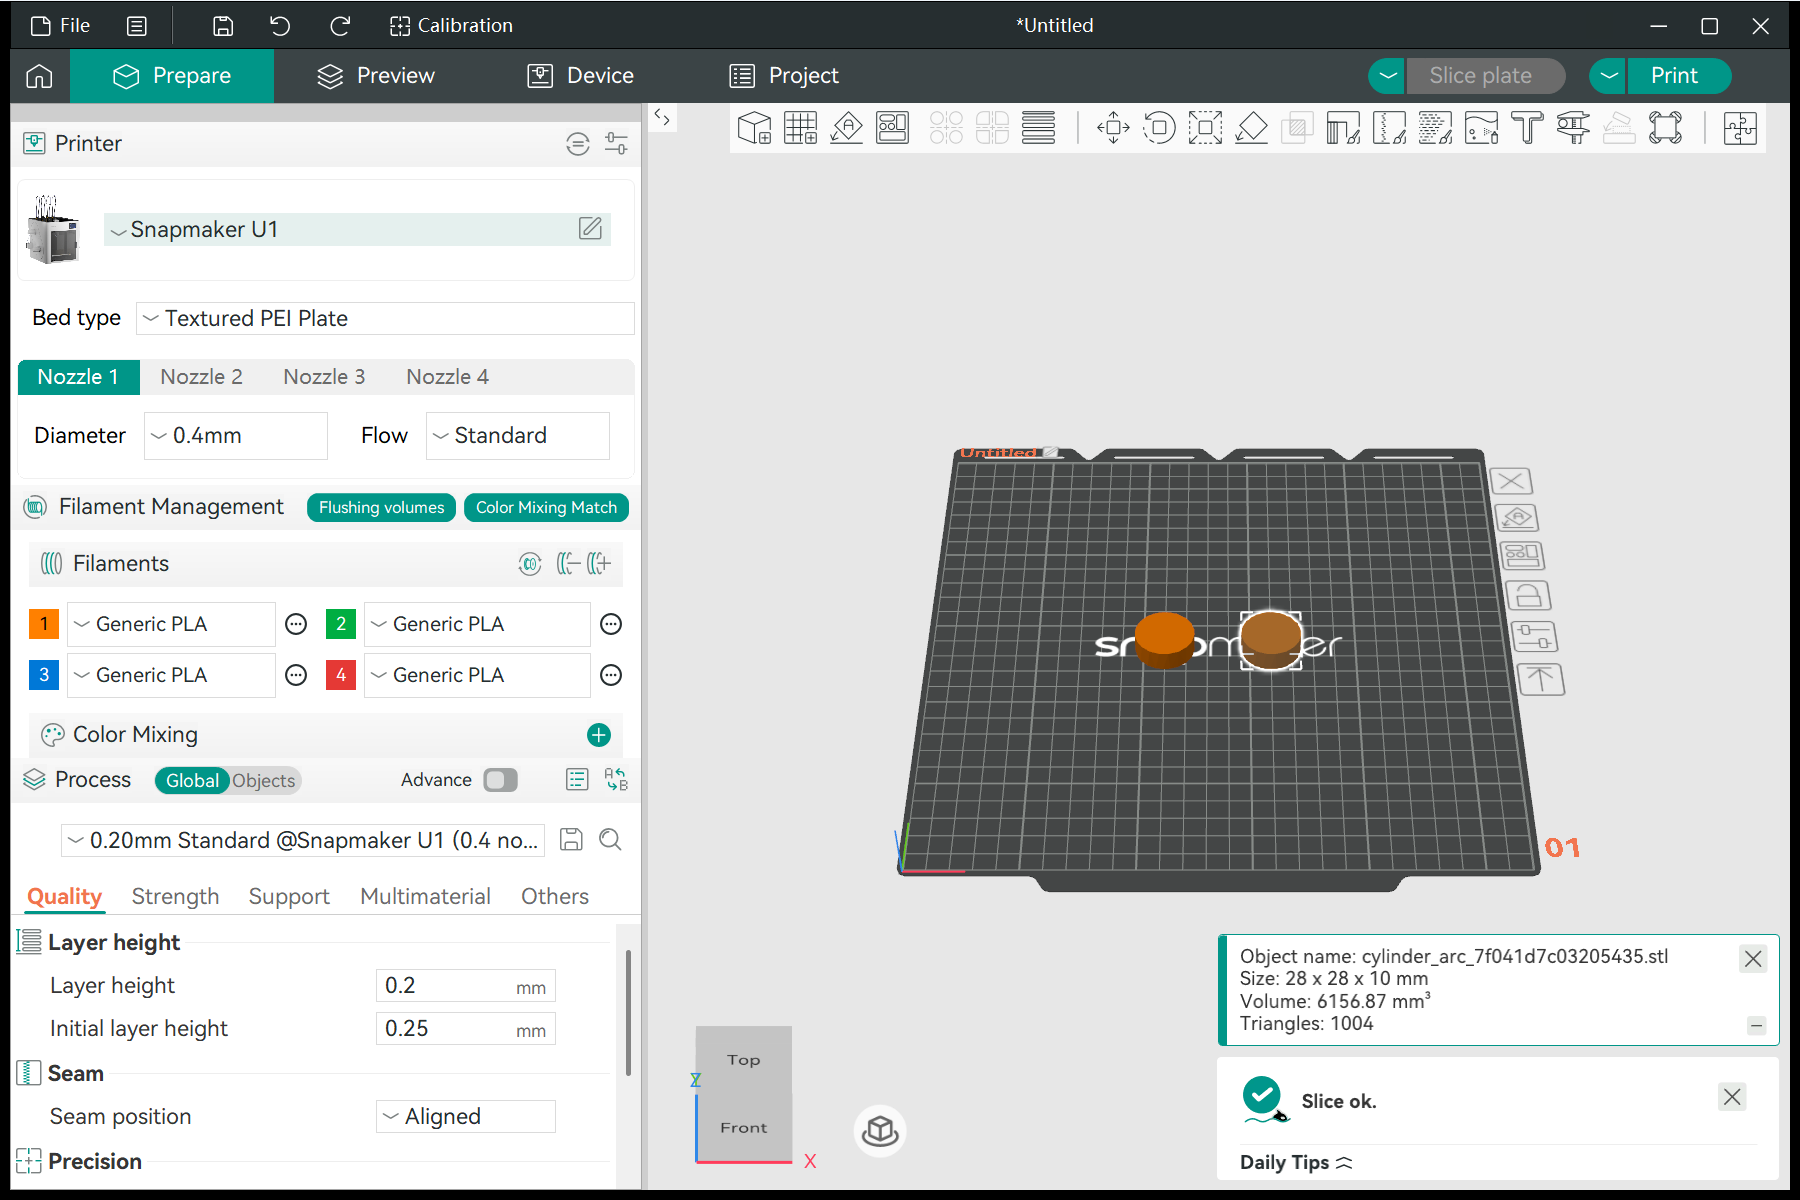 File
Calibration
*Untitled
Prepare
Preview
Device
Project
Slice plate
Print
Printer
Snapmaker U1
Bed type
Textured PEI Plate
Nozzle 1
Nozzle 2
Nozzle 3
Nozzle 4
Diameter
0.4mm
Flow
Standard
Filament Management
Flushing volumes
Color Mixing Match
Filaments
1
Generic PLA
2
Generic PLA
3
Generic PLA
4
Generic PLA
Color Mixing
Process
Global
Objects
Advance
0.20mm Standard @Snapmaker U1 (0.4 no...
Quality
Strength
Support
Multimaterial
Others
Layer height
Layer height
0.2 mm
Initial layer height
0.25 mm
Seam
Seam position
Aligned
Precision
Untitled
01
Top
Front
Z
X
Object name: cylinder_arc_7f041d7c03205435.stl
Size: 28 x 28 x 10 mm
Volume: 6156.87 mm³
Triangles: 1004
Slice ok.
Daily Tips